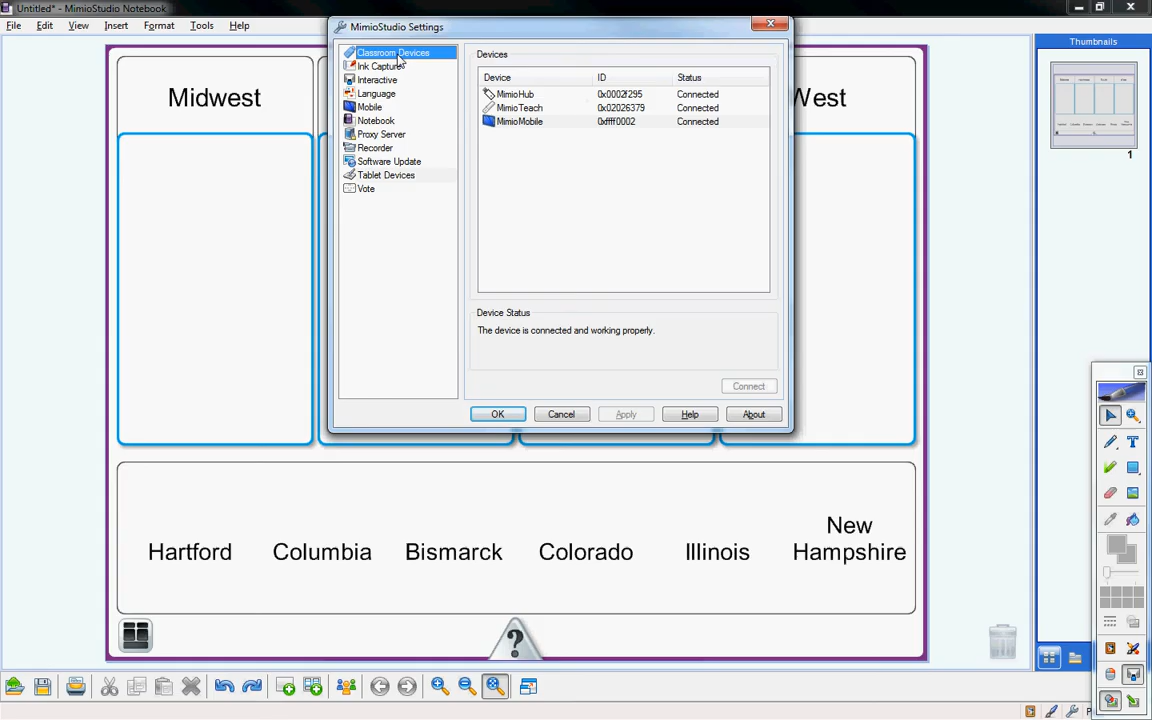 Untitled* - MimioStudio Notebook
File Edit View Insert Format Tools Help
MimioStudio Settings
Thumbnails
Classroom Devices
Ink Capture
Interactive
Language
Mobile
Notebook
Proxy Server
Recorder
Software Update
Tablet Devices
Vote
Devices
Device ID Status
MimioHub 0x0002f295 Connected
MimioTeach 0x02026379 Connected
MimioMobile 0xffff0002 Connected
Device Status
The device is connected and working properly.
Connect
OK Cancel Apply Help About
Midwest
West
1
Hartford Columbia Bismarck Colorado Illinois New Hampshire
?
T